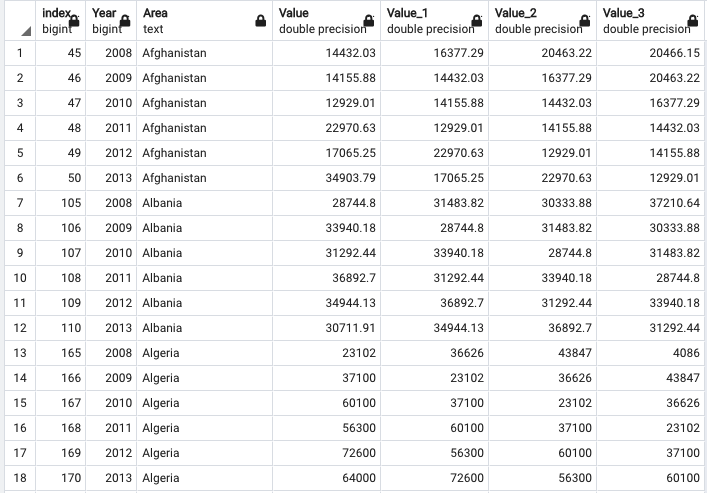 index Year Area Value Value_1 Value_2 Value_3
bigint bigint text double precision double precision double precision double precision
1 45 2008 Afghanistan 14432.03 16377.29 20463.22 20466.15
2 46 2009 Afghanistan 14155.88 14432.03 16377.29 20463.22
3 47 2010 Afghanistan 12929.01 14155.88 14432.03 16377.29
4 48 2011 Afghanistan 22970.63 12929.01 14155.88 14432.03
5 49 2012 Afghanistan 17065.25 22970.63 12929.01 14155.88
6 50 2013 Afghanistan 34903.79 17065.25 22970.63 12929.01
7 105 2008 Albania 28744.8 31483.82 30333.88 37210.64
8 106 2009 Albania 33940.18 28744.8 31483.82 30333.88
9 107 2010 Albania 31292.44 33940.18 28744.8 31483.82
10 108 2011 Albania 36892.7 31292.44 33940.18 28744.8
11 109 2012 Albania 34944.13 36892.7 31292.44 33940.18
12 110 2013 Albania 30711.91 34944.13 36892.7 31292.44
13 165 2008 Algeria 23102 36626 43847 4086
14 166 2009 Algeria 37100 23102 36626 43847
15 167 2010 Algeria 60100 37100 23102 36626
16 168 2011 Algeria 56300 60100 37100 23102
17 169 2012 Algeria 72600 56300 60100 37100
18 170 2013 Algeria 64000 72600 56300 60100